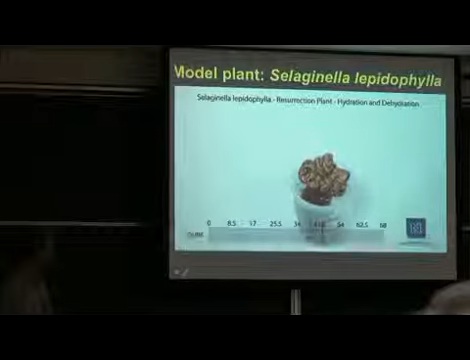 Model plant: Selaginella lepidophylla
Selaginella lepidophylla - Resurrection Plant - Hydration and Dehydration
0 8.5 17 25.5 34 54 62.5